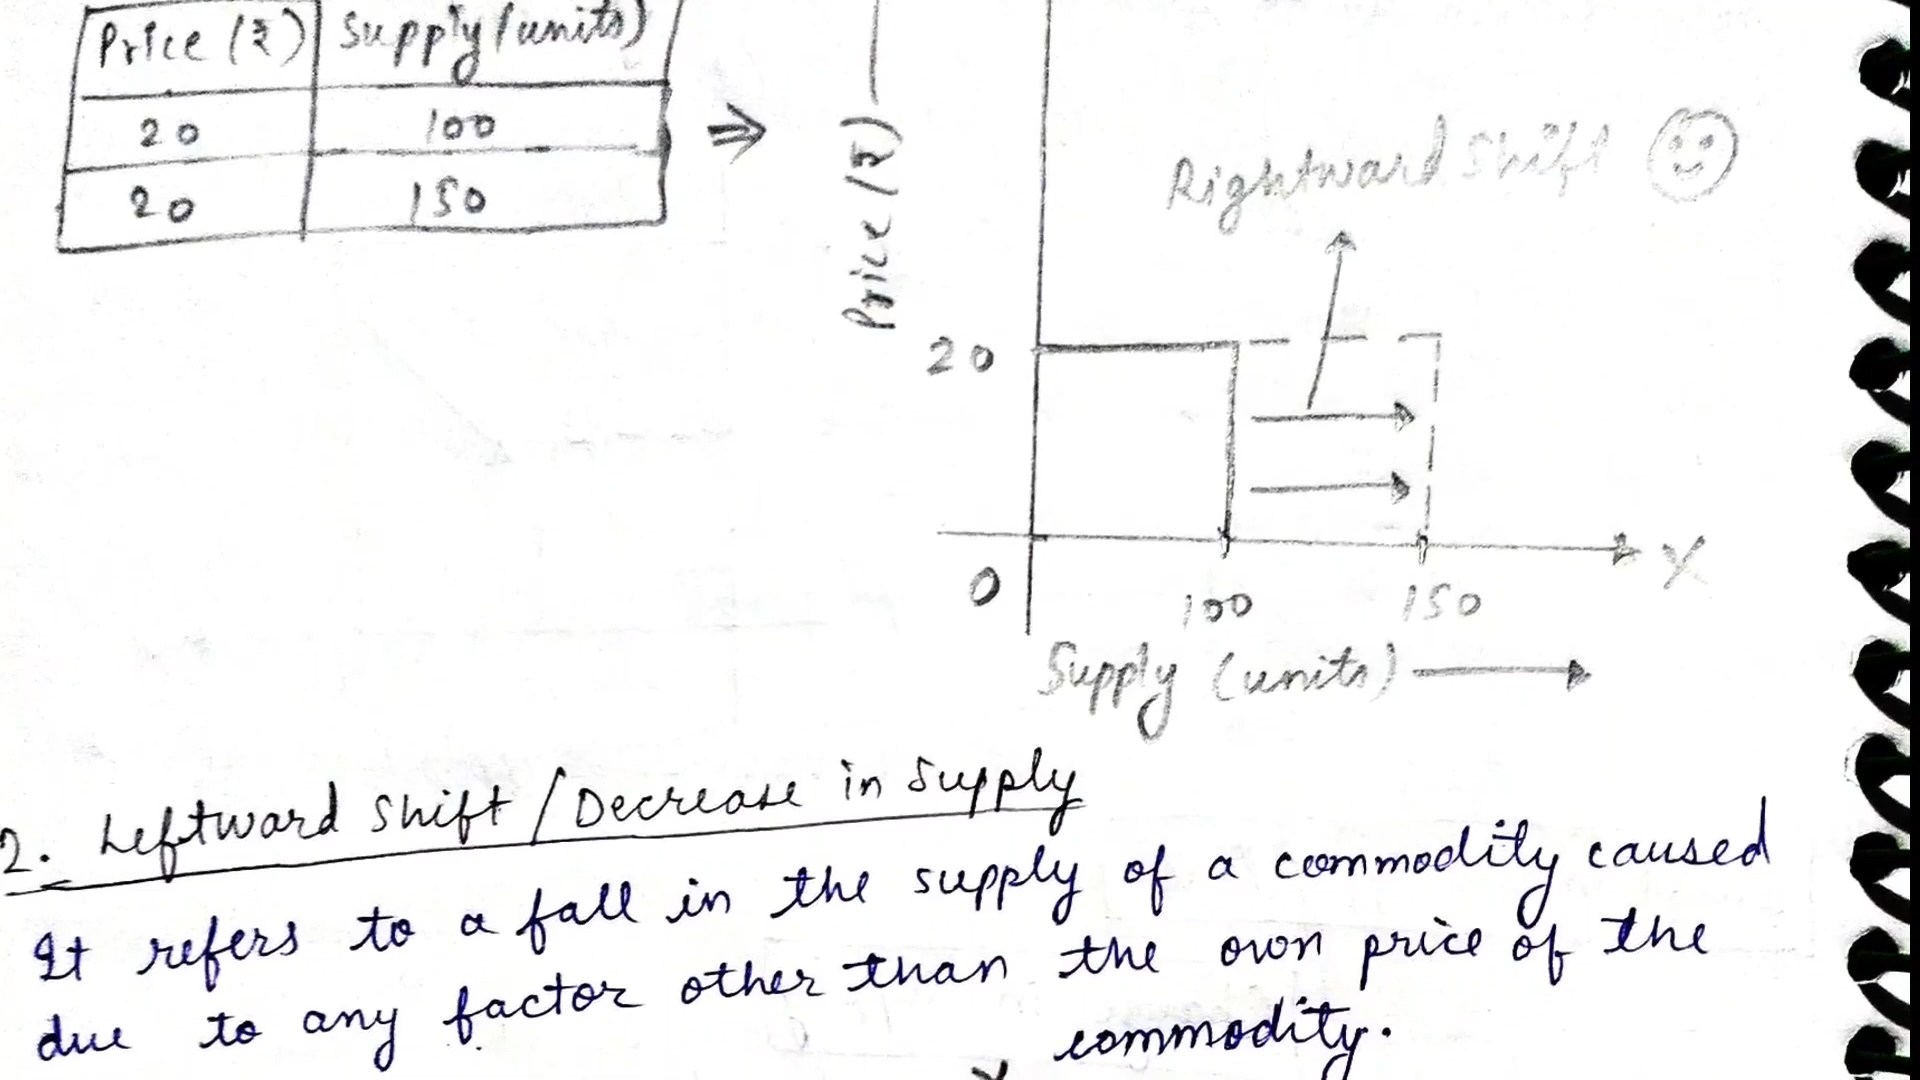 Price (₹) Supply (units)
20 100
20 150
⇒
Price (₹)
Rightward Shift
20
0
100
150
X
Supply (units)
2. Leftward Shift / Decrease in Supply
It refers to a fall in the supply of a commodity caused
due to any factor other than the own price of the
commodity.